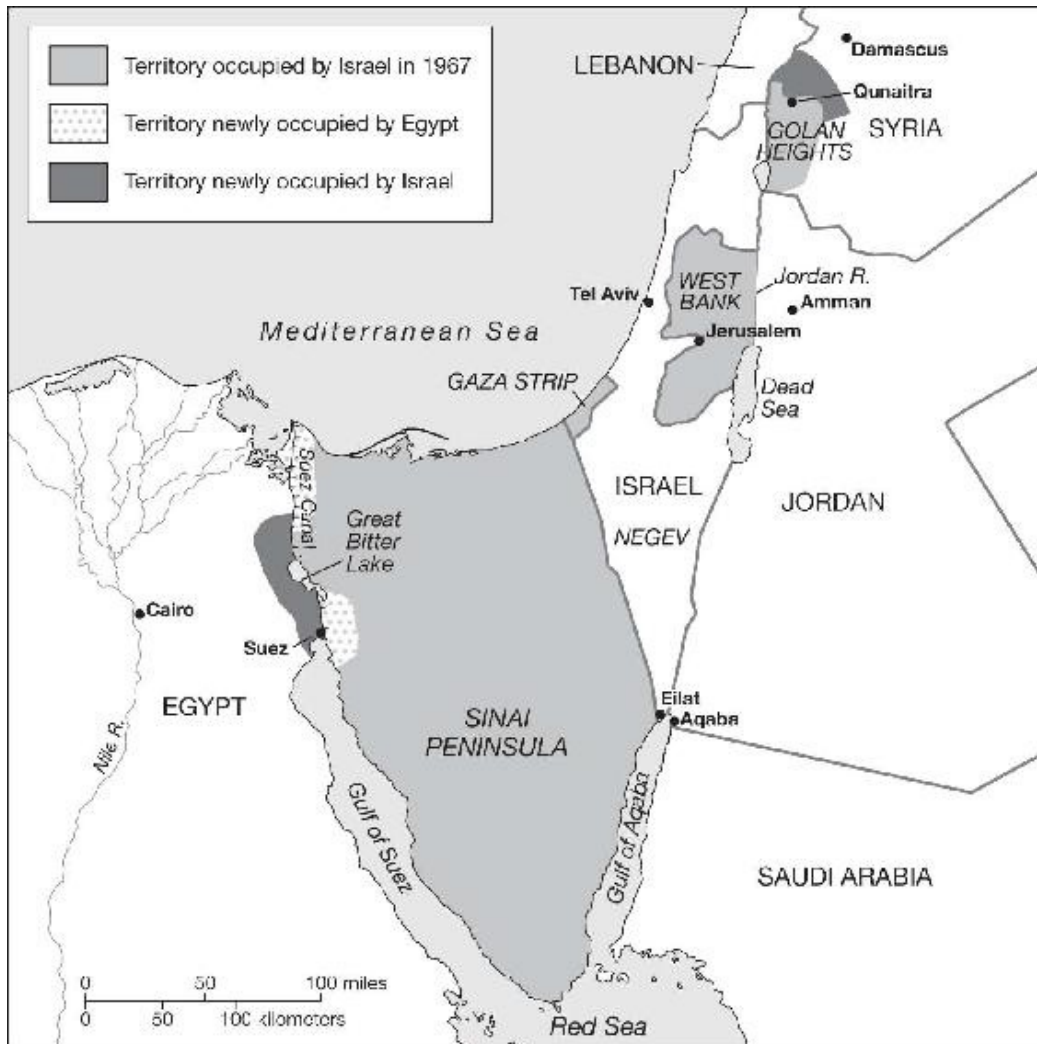 Territory occupied by Israel in 1967
Territory newly occupied by Egypt
Territory newly occupied by Israel
LEBANON
Damascus
Qunaitra
GOLAN
HEIGHTS
SYRIA
Tel Aviv
WEST
BANK
Jordan R.
Amman
Jerusalem
Mediterranean Sea
GAZA STRIP
Dead
Sea
Suez Canal
Great
Bitter
Lake
ISRAEL
NEGEV
JORDAN
Cairo
Suez
EGYPT
Nile R.
SINAI
PENINSULA
Eilat
Aqaba
Gulf of Suez
Gulf of Aqaba
SAUDI ARABIA
0 50 100 miles
0 50 100 kilometers
Red Sea